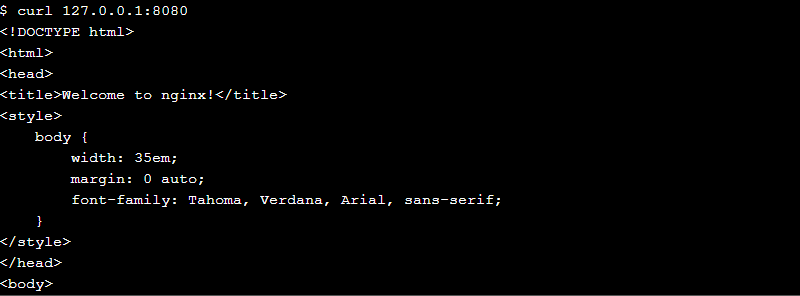 $ curl 127.0.0.1:8080
<!DOCTYPE html>
<html>
<head>
<title>Welcome to nginx!</title>
<style>
    body {
        width: 35em;
        margin: 0 auto;
        font-family: Tahoma, Verdana, Arial, sans-serif;
    }
</style>
</head>
<body>